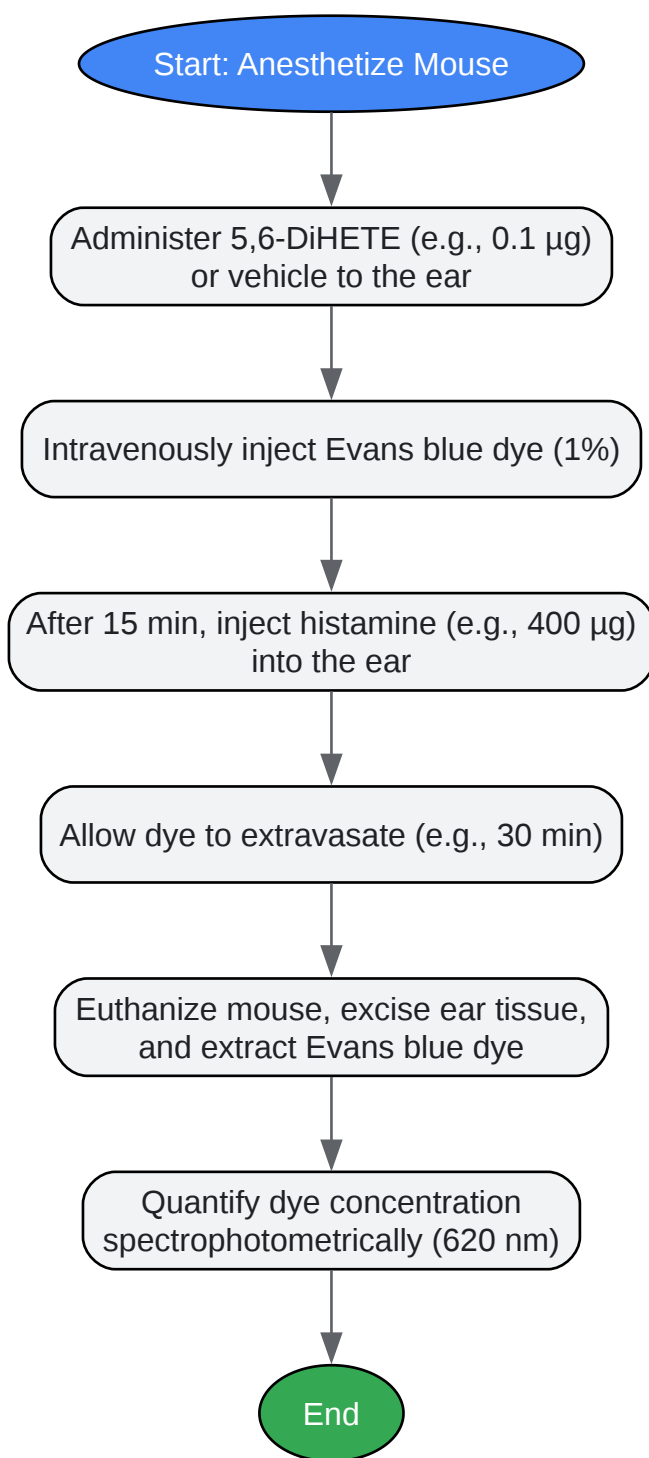 Start: Anesthetize Mouse
Administer 5,6-DiHETE (e.g., 0.1 µg)
or vehicle to the ear
Intravenously inject Evans blue dye (1%)
After 15 min, inject histamine (e.g., 400 µg)
into the ear
Allow dye to extravasate (e.g., 30 min)
Euthanize mouse, excise ear tissue,
and extract Evans blue dye
Quantify dye concentration
spectrophotometrically (620 nm)
End